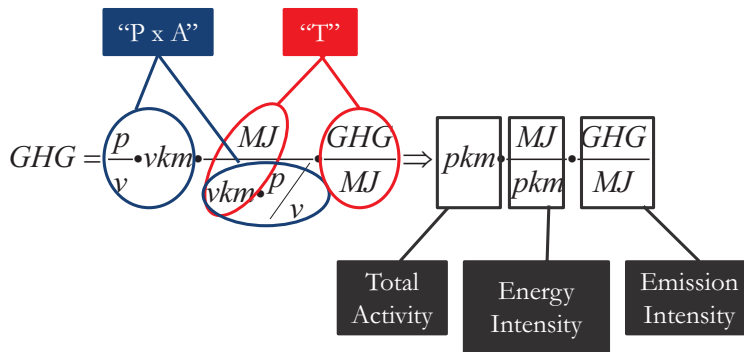 “P x A” “T”
GHG = p/v • vkm • MJ/(vkm • p/v) • GHG/MJ ⇒ pkm • MJ/pkm • GHG/MJ
Total Activity
Energy Intensity
Emission Intensity